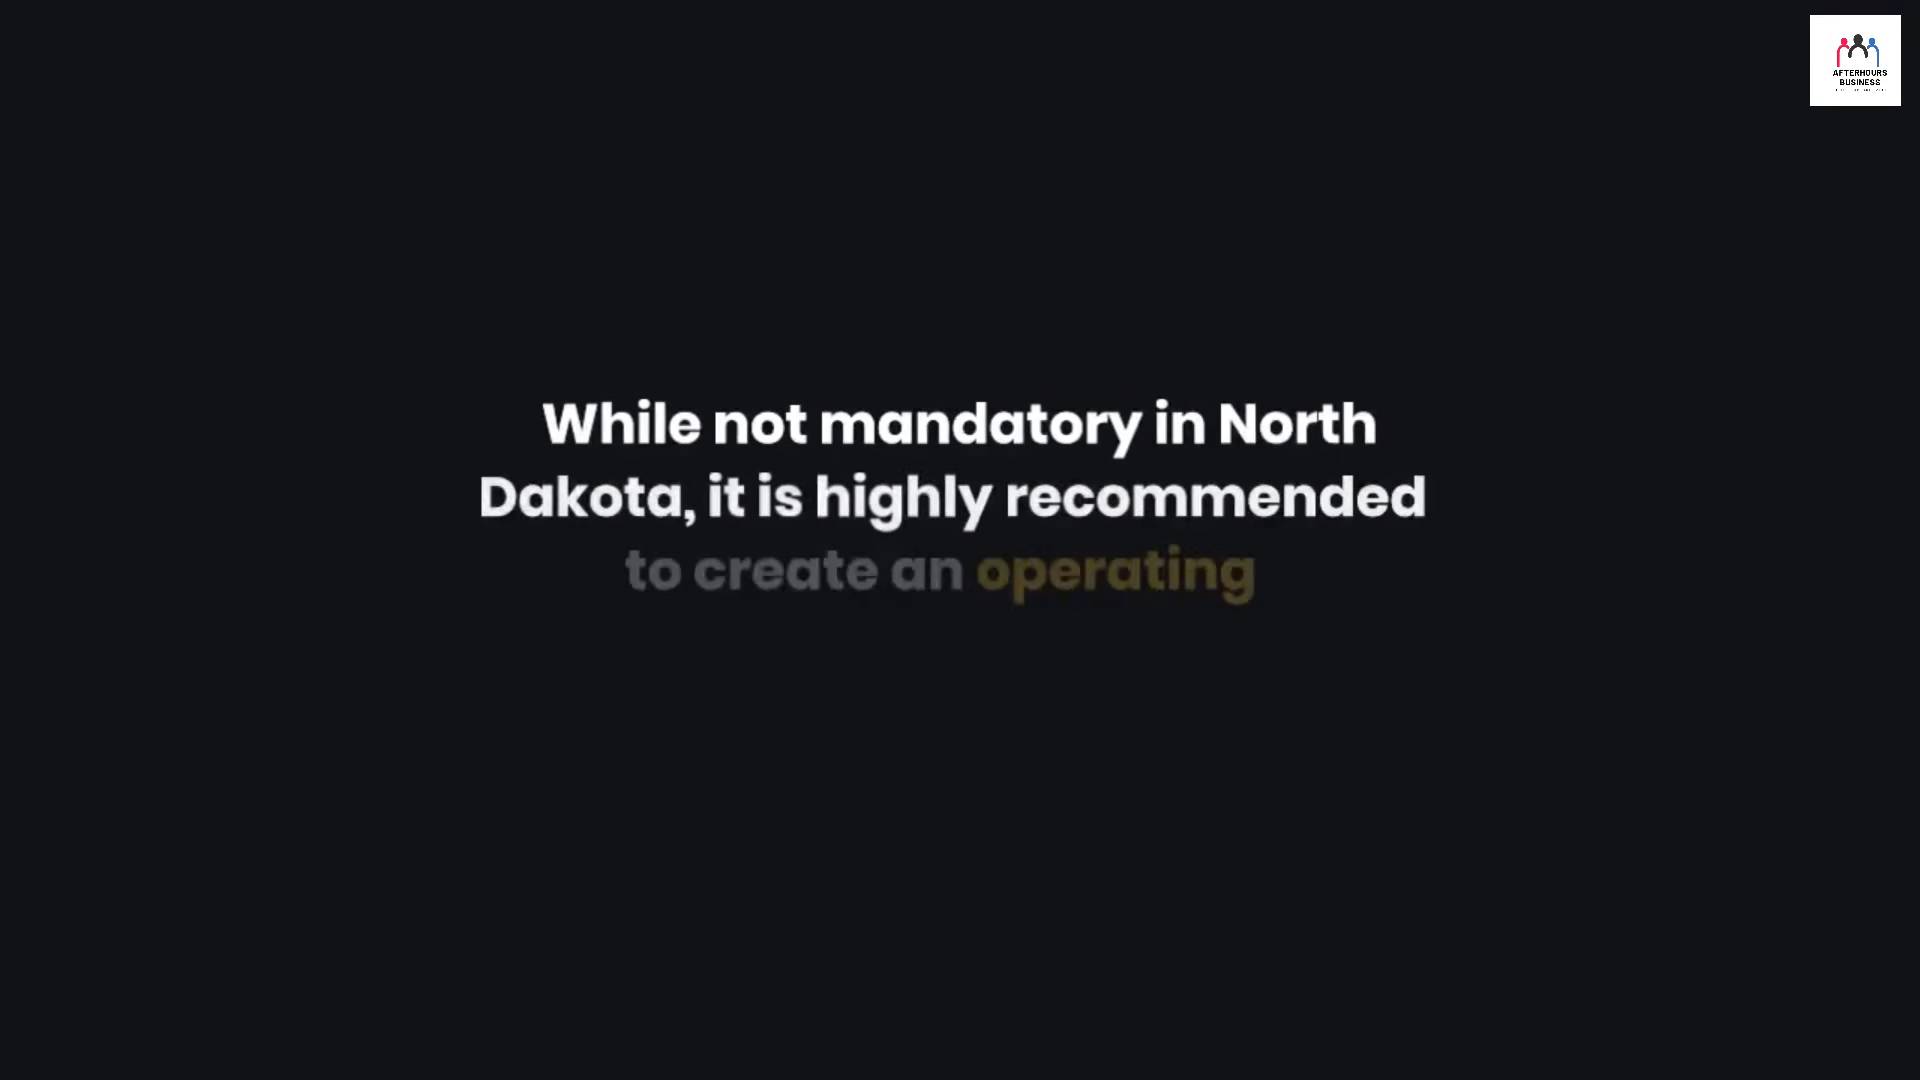 AFTERHOURS
BUSINESS
While not mandatory in North
Dakota, it is highly recommended
to create an operating